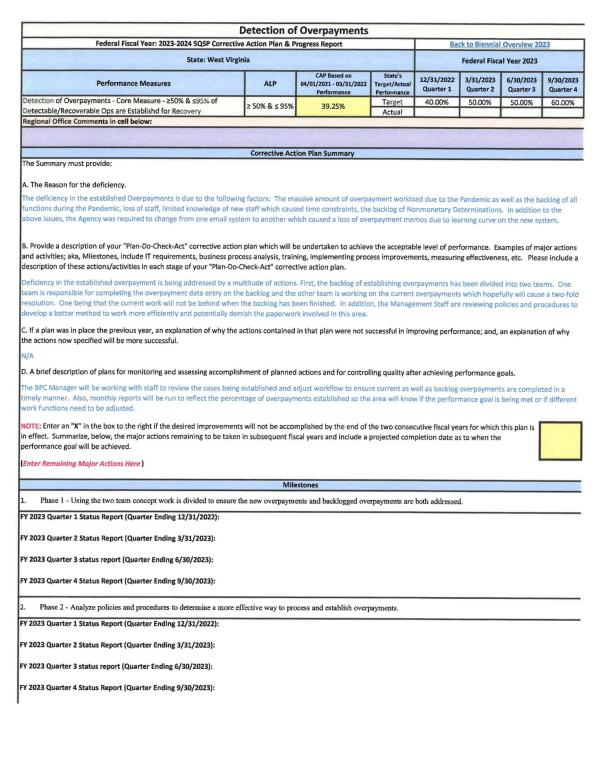 Detection of Overpayments
Federal Fiscal Year: 2023-2024 SQSP Corrective Action Plan & Progress Report
Back to Biennial Overview 2023
State: West Virginia
Federal Fiscal Year 2023
Performance Measures
ALP
CAP Based on 04/01/2021 - 03/31/2022 Performance
State's Target/Actual Performance
12/31/2022 Quarter 1
3/31/2023 Quarter 2
6/30/2023 Quarter 3
9/30/2023 Quarter 4
Detection of Overpayments - Core Measure - ≥50% & ≤95% of
Detectable/Recoverable Ops are Establishd for Recovery
≥ 50% & ≤ 95%
39.25%
Target
40.00%
50.00%
50.00%
60.00%
Actual
Regional Office Comments in cell below:
Corrective Action Plan Summary
The Summary must provide:
A. The Reason for the deficiency.
The deficiency in the established Overpayments is due to the following factors: The massive amount of overpayment workload due to the Pandemic as well as the backlog of all
functions during the Pandemic, loss of staff, limited knowledge of new staff which caused time constraints, the backlog of Nonmonetary Determinations. In addition to the
above issues, the Agency was required to change from one email system to another which caused a loss of overpayment memos due to learning curve on the new system.
B. Provide a description of your "Plan-Do-Check-Act" corrective action plan which will be undertaken to achieve the acceptable level of performance. Examples of major actions
and activities; aka, Milestones, include IT requirements, business process analysis, training, implementing process improvements, measuring effectiveness, etc. Please include a
description of these actions/activities in each stage of your "Plan-Do-Check-Act" corrective action plan.
Deficiency in the established overpayment is being addressed by a multitude of actions. First, the backlog of establishing overpayments has been divided into two teams. One
team is responsible for completing the overpayment data entry on the backlog and the other team is working on the current overpayments which hopefully will cause a two-fold
resolution. One being that the current work will not be behind when the backlog has been finished. In addition, the Management Staff are reviewing policies and procedures to
develop a better method to work more efficiently and potentially demish the paperwork involved in this area.
C. If a plan was in place the previous year, an explanation of why the actions contained in that plan were not successful in improving performance; and, an explanation of why
the actions now specified will be more successful.
N/A
D. A brief description of plans for monitoring and assessing accomplishment of planned actions and for controlling quality after achieving performance goals.
The BPC Manager will be working with staff to review the cases being established and adjust workflow to ensure current as well as backlog overpayments are completed in a
timely manner. Also, monthly reports will be run to reflect the percentage of overpayments established so the area will know if the performance goal is being met or if different
work functions need to be adjusted.
NOTE: Enter an "X" in the box to the right if the desired improvements will not be accomplished by the end of the two consecutive fiscal years for which this plan is
in effect. Summarize, below, the major actions remaining to be taken in subsequent fiscal years and include a projected completion date as to when the
performance goal will be achieved.
(Enter Remaining Major Actions Here )
Milestones
1. Phase 1 - Using the two team concept work is divided to ensure the new overpayments and backlogged overpayments are both addressed.
FY 2023 Quarter 1 Status Report (Quarter Ending 12/31/2022):
FY 2023 Quarter 2 Status Report (Quarter Ending 3/31/2023):
FY 2023 Quarter 3 status report (Quarter Ending 6/30/2023):
FY 2023 Quarter 4 Status Report (Quarter Ending 9/30/2023):
2. Phase 2 - Analyze policies and procedures to determine a more effective way to process and establish overpayments.
FY 2023 Quarter 1 Status Report (Quarter Ending 12/31/2022):
FY 2023 Quarter 2 Status Report (Quarter Ending 3/31/2023):
FY 2023 Quarter 3 status report (Quarter Ending 6/30/2023):
FY 2023 Quarter 4 Status Report (Quarter Ending 9/30/2023):